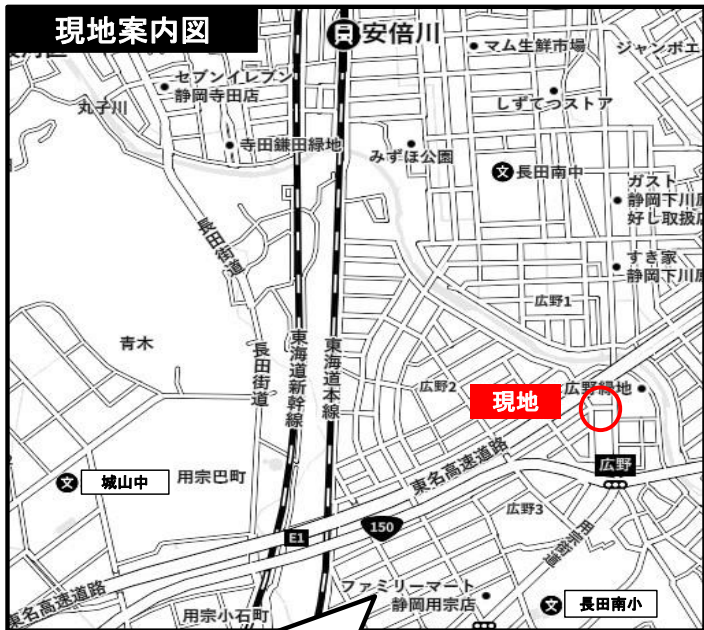 現地案内図
安倍川
マム生鮮市場
ジャンボエ
セブンイレブン
静岡寺田店
しずてつストア
丸子川
寺田鎌田緑地
みずほ公園
文
長田南中
ガスト
静岡下川原
好し取扱店
長田街道
すき家
静岡下川原
広野1
青木
長田街道
東海道新幹線
東海道本線
広野2
現地
広野緑地
東名高速道路
文
城山中
用宗巴町
広野
広野3
150
E1
用宗街道
東名高速道路
ファミリーマート
静岡用宗店
文
長田南小
用宗小石町